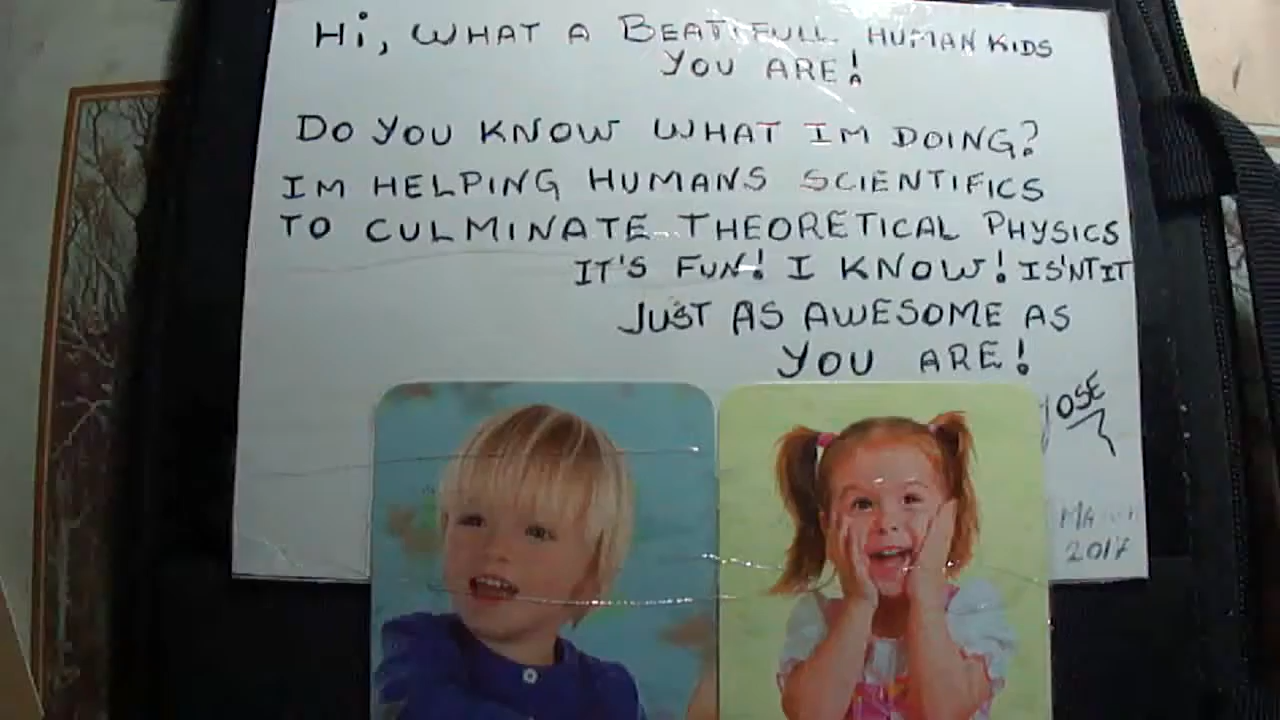 Hi, WHAT A BEATIFULL HUMAN KIDS
YOU ARE!
DO YOU KNOW WHAT IM DOING?
IM HELPING HUMANS SCIENTIFICS
TO CULMINATE THEORETICAL PHYSICS
IT'S FUN! I KNOW! IS'NT IT
JUST AS AWESOME AS
YOU ARE!
JOSE
2017